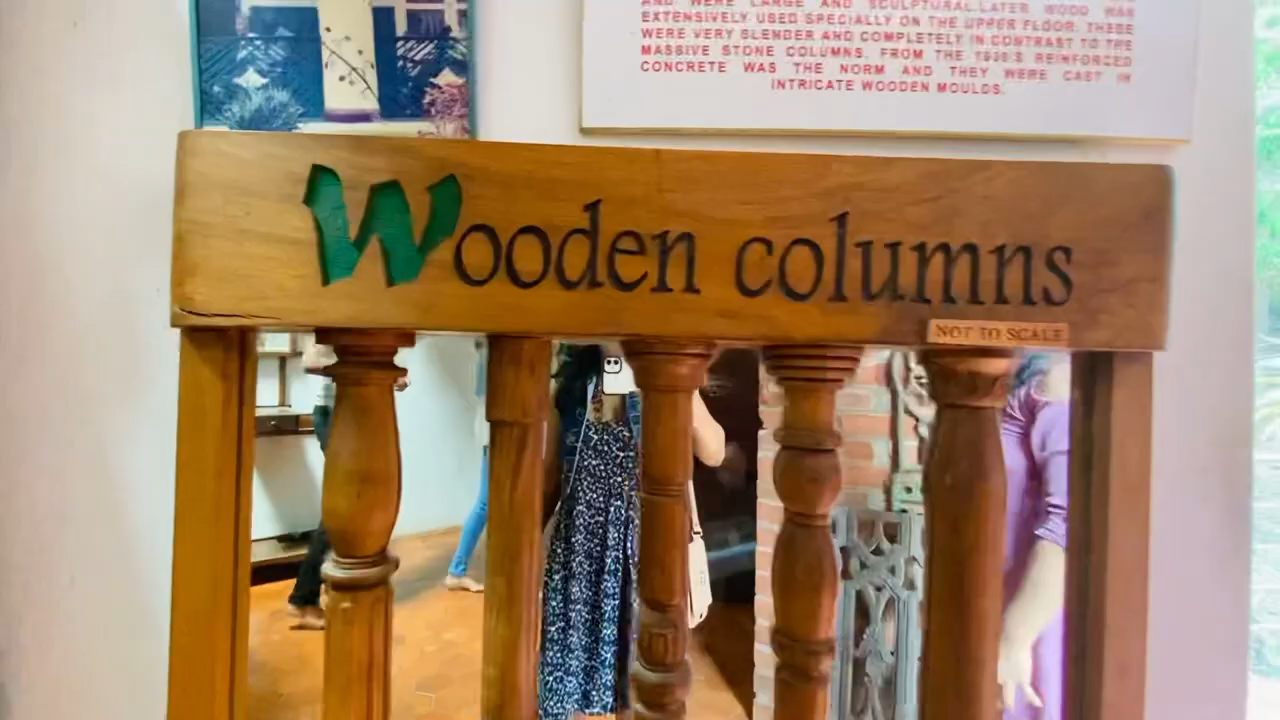 AND WERE LARGE AND SCULPTURAL.LATER WOOD WAS
EXTENSIVELY USED SPECIALLY ON THE UPPER FLOOR. THESE
WERE VERY SLENDER AND COMPLETELY IN CONTRAST TO THE
MASSIVE STONE COLUMNS. FROM THE 1930'S REINFORCED
CONCRETE WAS THE NORM AND THEY WERE CAST IN
INTRICATE WOODEN MOULDS.
Wooden columns
NOT TO SCALE